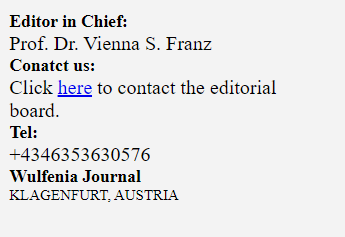 Editor in Chief:
Prof. Dr. Vienna S. Franz
Conatct us:
Click here to contact the editorial
board.
Tel:
+4346353630576
Wulfenia Journal
KLAGENFURT, AUSTRIA